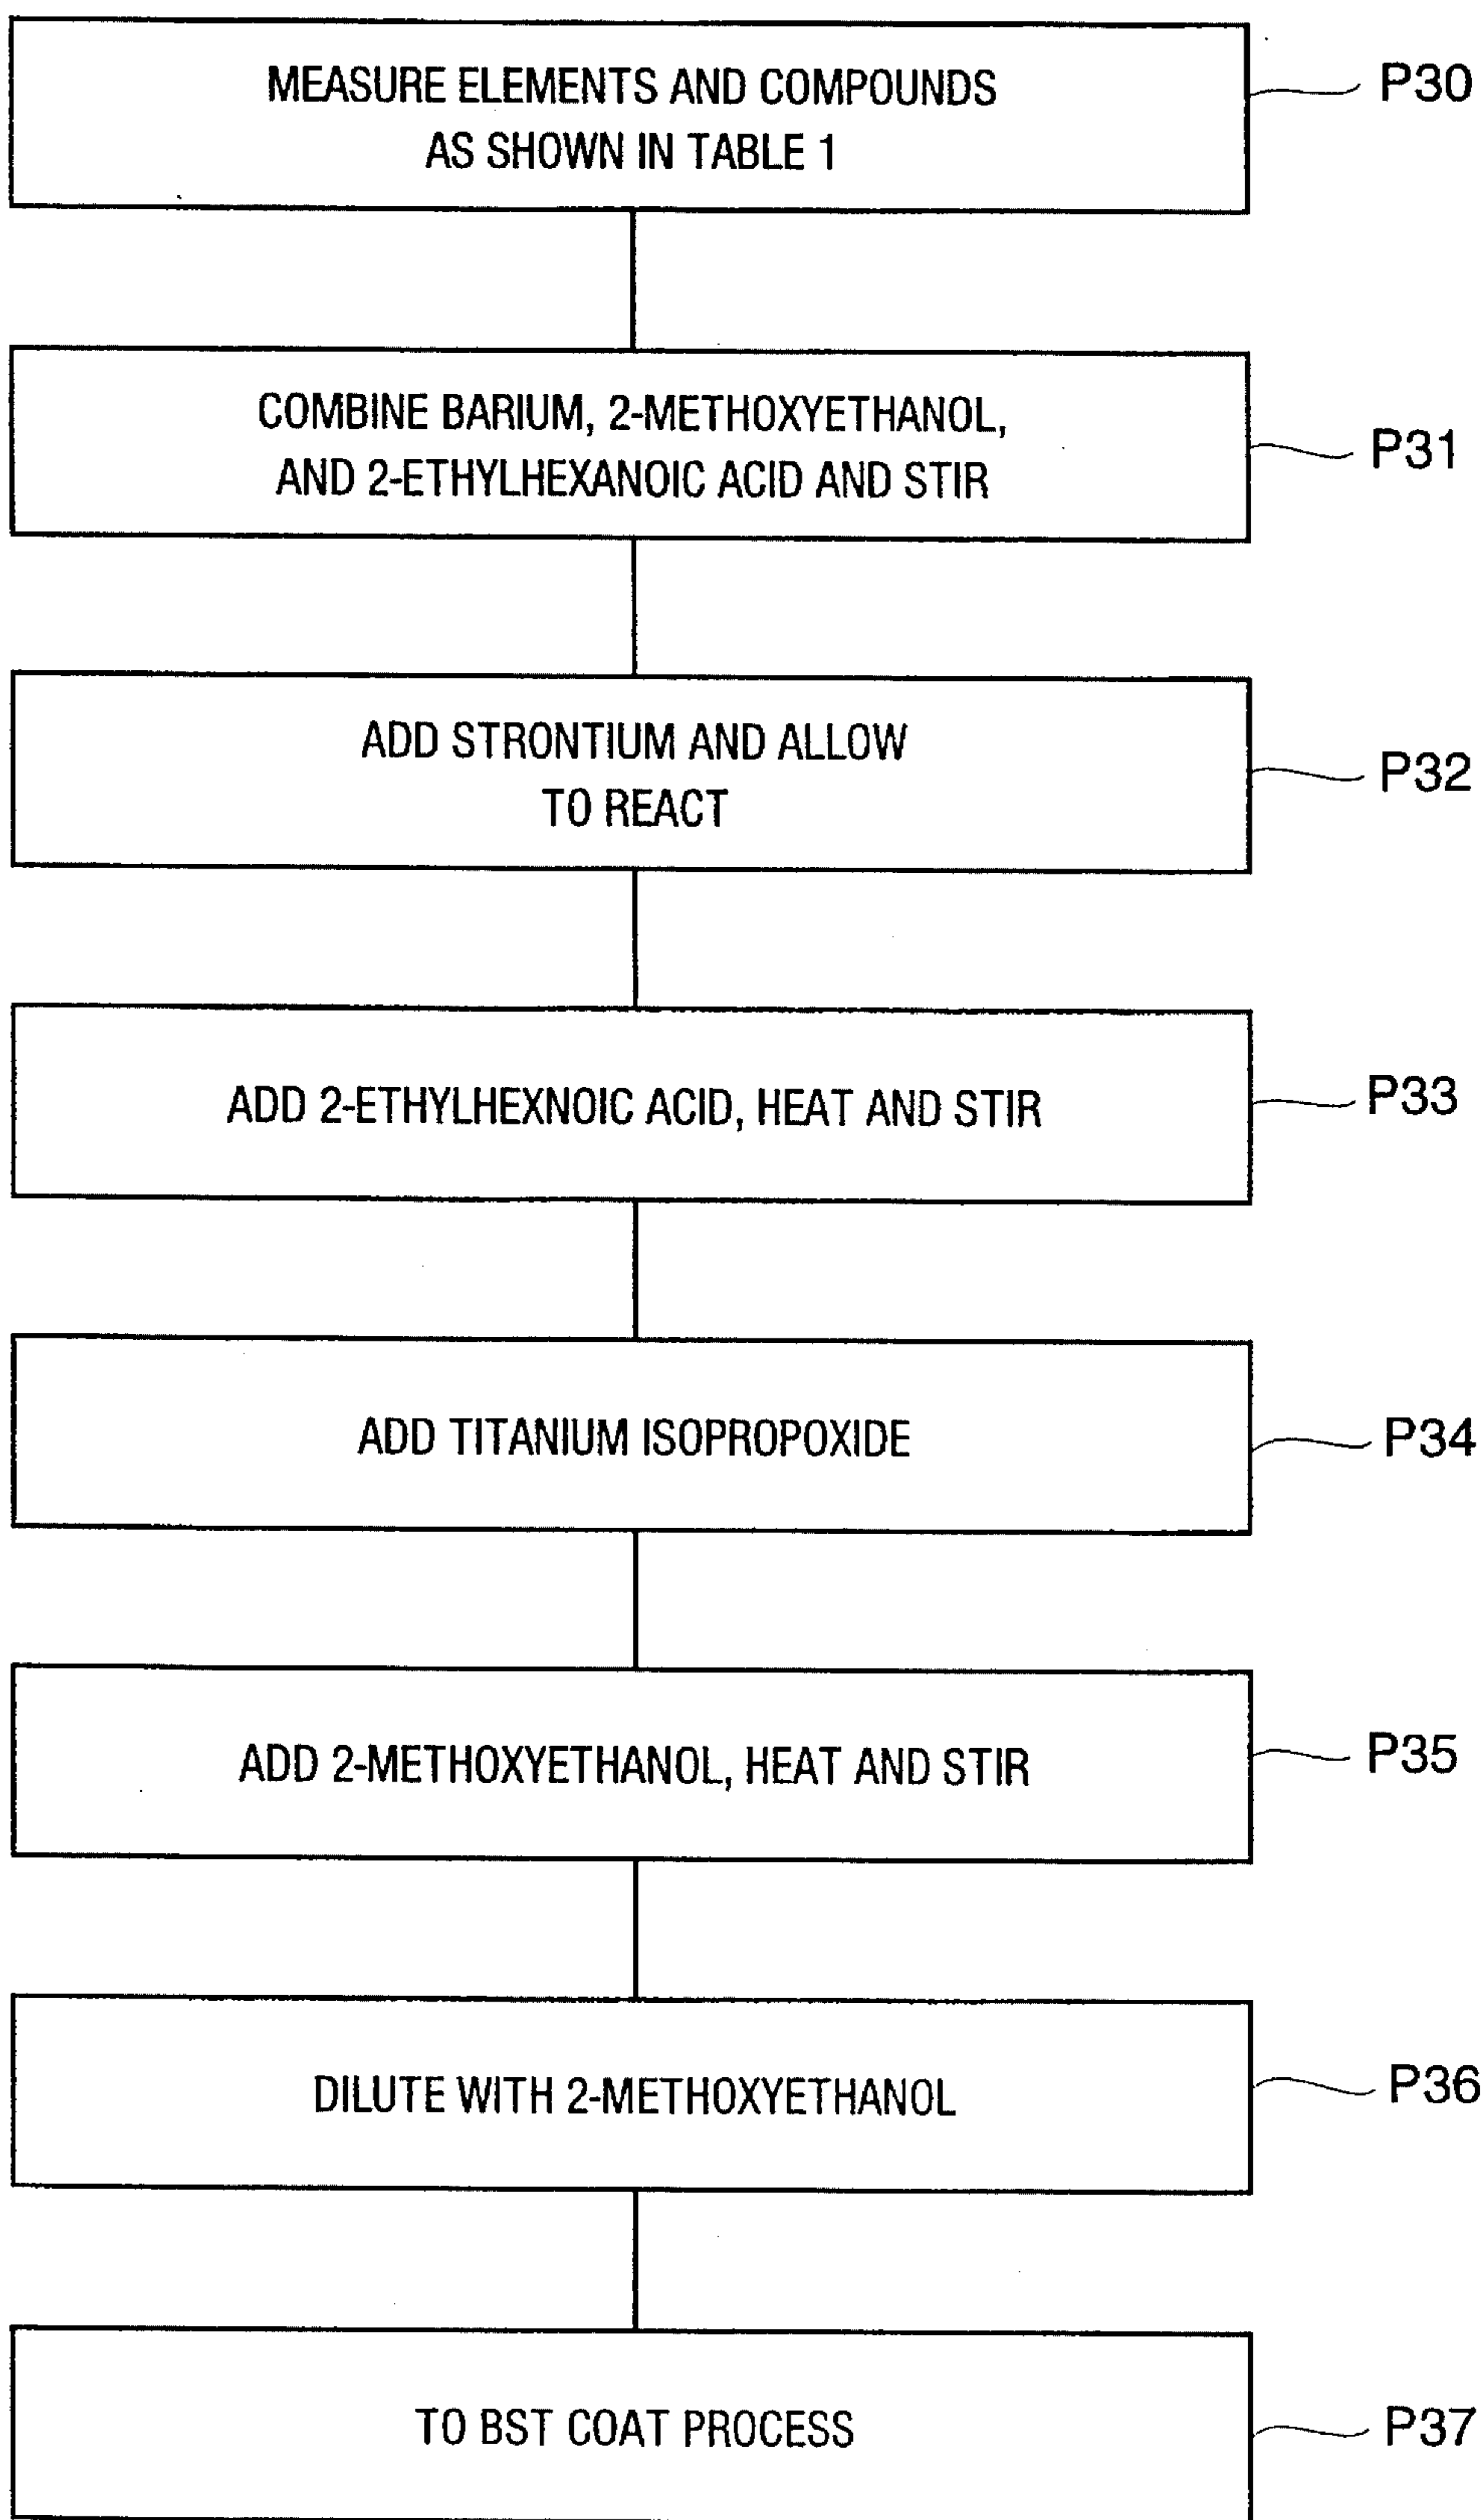 MEASURE ELEMENTS AND COMPOUNDS
AS SHOWN IN TABLE 1
P30
COMBINE BARIUM, 2-METHOXYETHANOL,
AND 2-ETHYLHEXANOIC ACID AND STIR
P31
ADD STRONTIUM AND ALLOW
TO REACT
P32
ADD 2-ETHYLHEXNOIC ACID, HEAT AND STIR
P33
ADD TITANIUM ISOPROPOXIDE
P34
ADD 2-METHOXYETHANOL, HEAT AND STIR
P35
DILUTE WITH 2-METHOXYETHANOL
P36
TO BST COAT PROCESS
P37